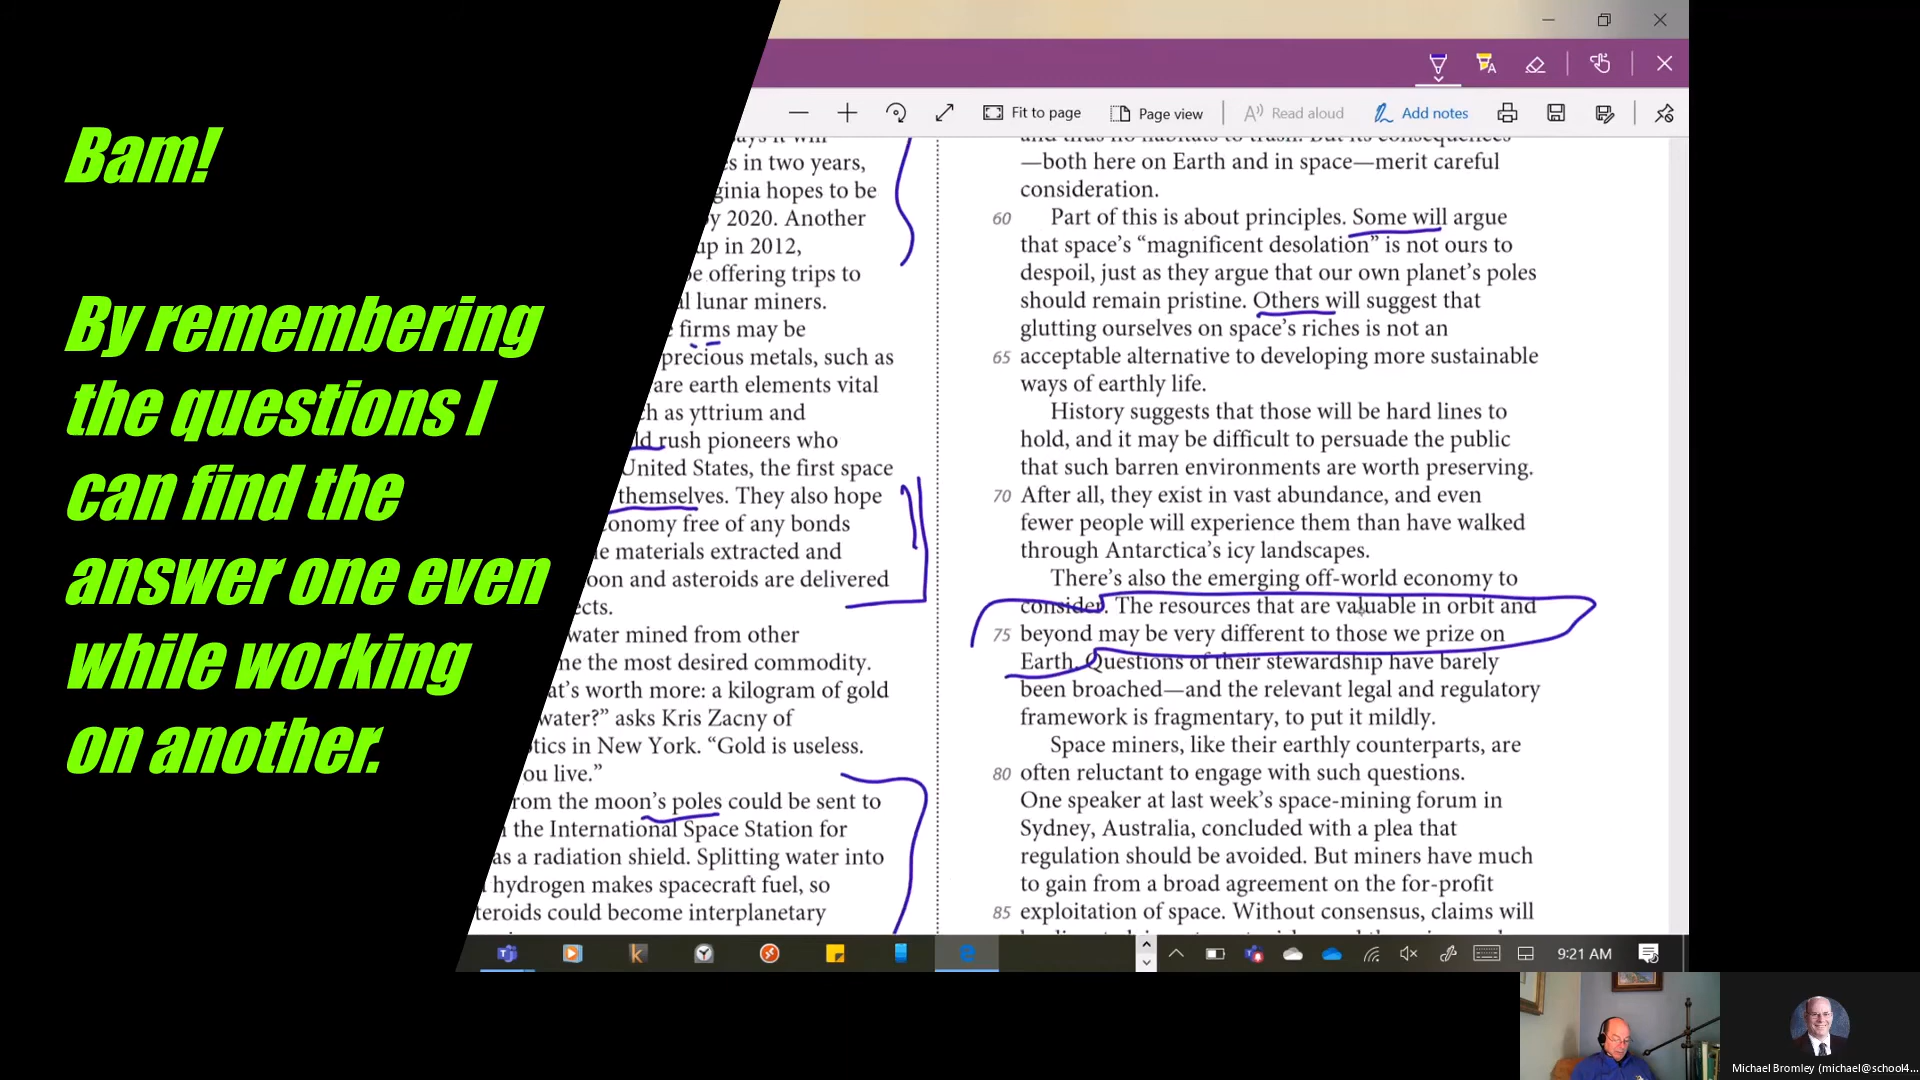 Bam!
By remembering
the questions I
can find the
answer one even
while working
on another.
Fit to page
Page view
Read aloud
Add notes
s in two years,
ginia hopes to be
y 2020. Another
up in 2012,
e offering trips to
l lunar miners.
firms may be
precious metals, such as
are earth elements vital
h as yttrium and
ld rush pioneers who
United States, the first space
themselves. They also hope
onomy free of any bonds
e materials extracted and
oon and asteroids are delivered
ects.
water mined from other
ne the most desired commodity.
at's worth more: a kilogram of gold
water?” asks Kris Zacny of
tics in New York. “Gold is useless.
ou live.”
rom the moon's poles could be sent to
the International Space Station for
as a radiation shield. Splitting water into
hydrogen makes spacecraft fuel, so
teroids could become interplanetary
—both here on Earth and in space—merit careful
consideration.
60 Part of this is about principles. Some will argue
that space's “magnificent desolation” is not ours to
despoil, just as they argue that our own planet's poles
should remain pristine. Others will suggest that
glutting ourselves on space's riches is not an
65 acceptable alternative to developing more sustainable
ways of earthly life.
History suggests that those will be hard lines to
hold, and it may be difficult to persuade the public
that such barren environments are worth preserving.
70 After all, they exist in vast abundance, and even
fewer people will experience them than have walked
through Antarctica's icy landscapes.
There's also the emerging off-world economy to
consider. The resources that are valuable in orbit and
75 beyond may be very different to those we prize on
Earth. Questions of their stewardship have barely
been broached—and the relevant legal and regulatory
framework is fragmentary, to put it mildly.
Space miners, like their earthly counterparts, are
80 often reluctant to engage with such questions.
One speaker at last week's space-mining forum in
Sydney, Australia, concluded with a plea that
regulation should be avoided. But miners have much
to gain from a broad agreement on the for-profit
85 exploitation of space. Without consensus, claims will
9:21 AM
Michael Bromley (michael@school4...